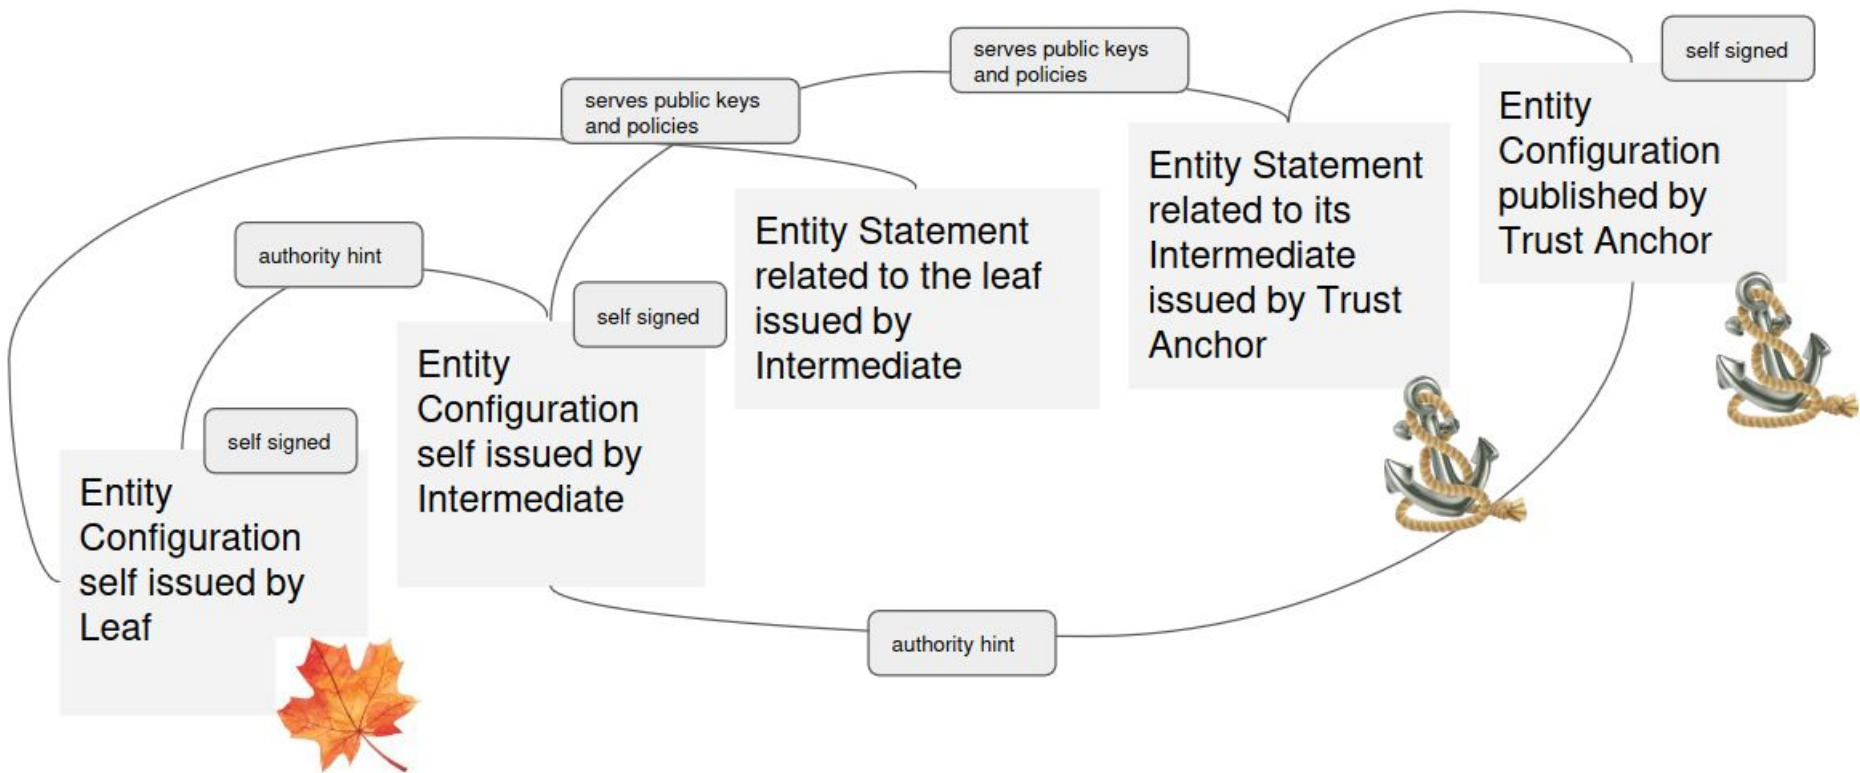 serves public keys
and policies
self signed
serves public keys
and policies
Entity
Configuration
published by
Trust Anchor
Entity Statement
related to its
Intermediate
issued by Trust
Anchor
Entity Statement
related to the leaf
issued by
Intermediate
authority hint
self signed
Entity
Configuration
self issued by
Intermediate
self signed
Entity
Configuration
self issued by
Leaf
authority hint